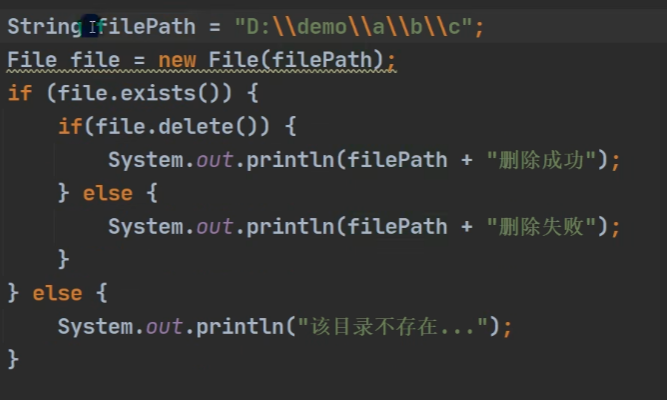 String filePath = "D:\\demo\\a\\b\\c";
File file = new File(filePath);
if (file.exists()) {
    if(file.delete()) {
        System.out.println(filePath + "删除成功");
    } else {
        System.out.println(filePath + "删除失败");
    }
} else {
    System.out.println("该目录不存在...");
}